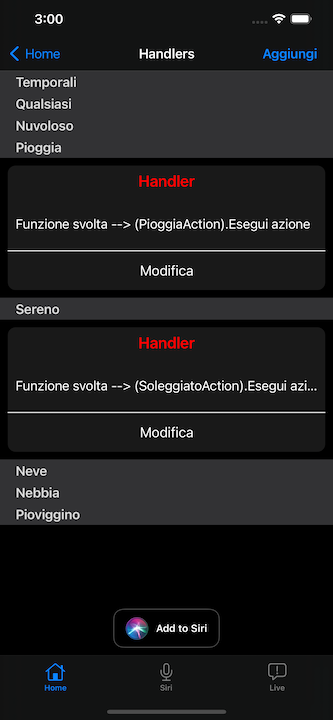 3:00
Home Handlers Aggiungi
Temporali
Qualsiasi
Nuvoloso
Pioggia
Handler
Funzione svolta --> (PioggiaAction).Esegui azione
Modifica
Sereno
Handler
Funzione svolta --> (SoleggiatoAction).Esegui azi...
Modifica
Neve
Nebbia
Pioviggino
Add to Siri
Home Siri Live